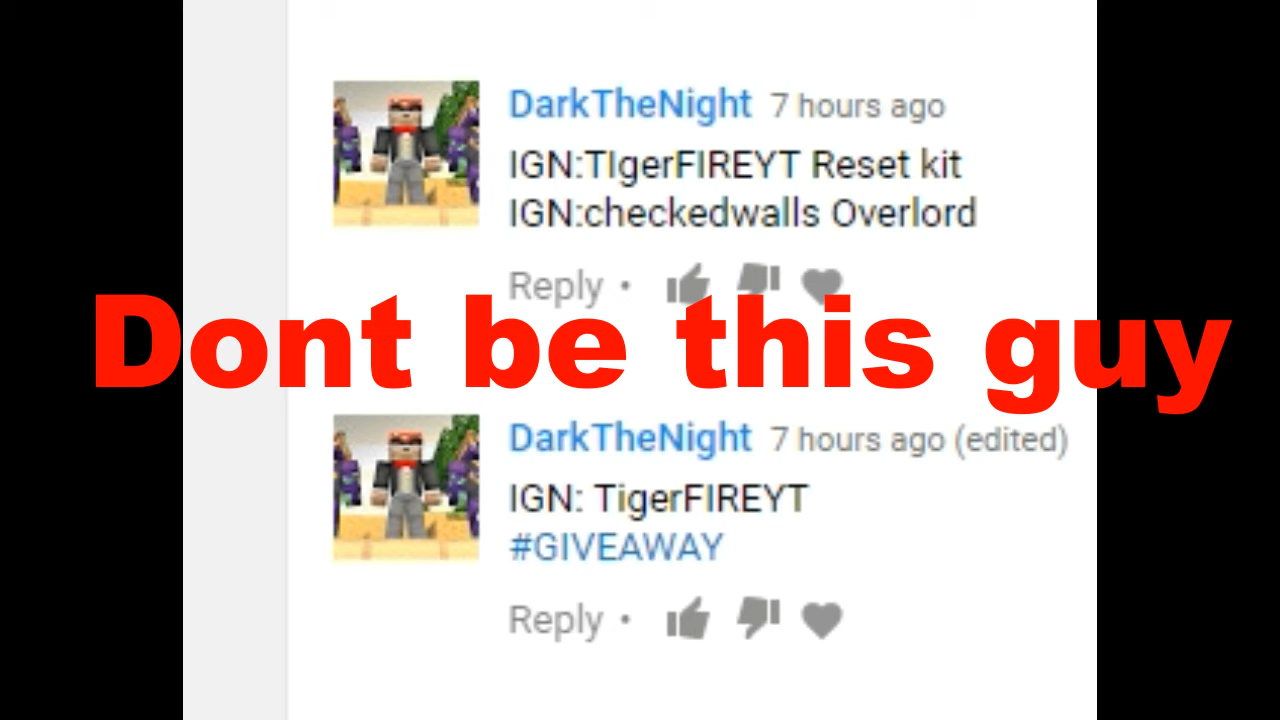 DarkTheNight 7 hours ago
IGN:TIgerFIREYT Reset kit
IGN:checkedwalls Overlord
Reply •
Dont be this guy
DarkTheNight 7 hours ago (edited)
IGN: TigerFIREYT
#GIVEAWAY
Reply •